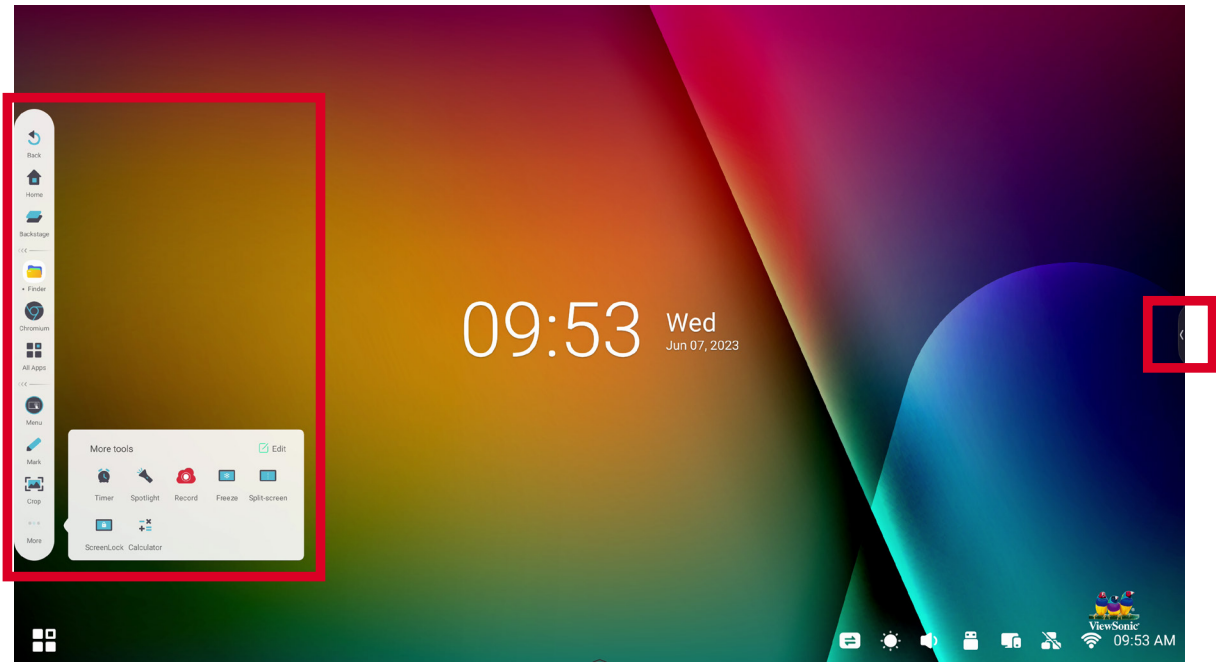 Back
Home
Backstage
Finder
Chromium
All Apps
Menu
Mark
Crop
More
More tools
Edit
Timer
Spotlight
Record
Freeze
Split-screen
ScreenLock
Calculator
09:53
Wed
Jun 07, 2023
ViewSonic
09:53 AM